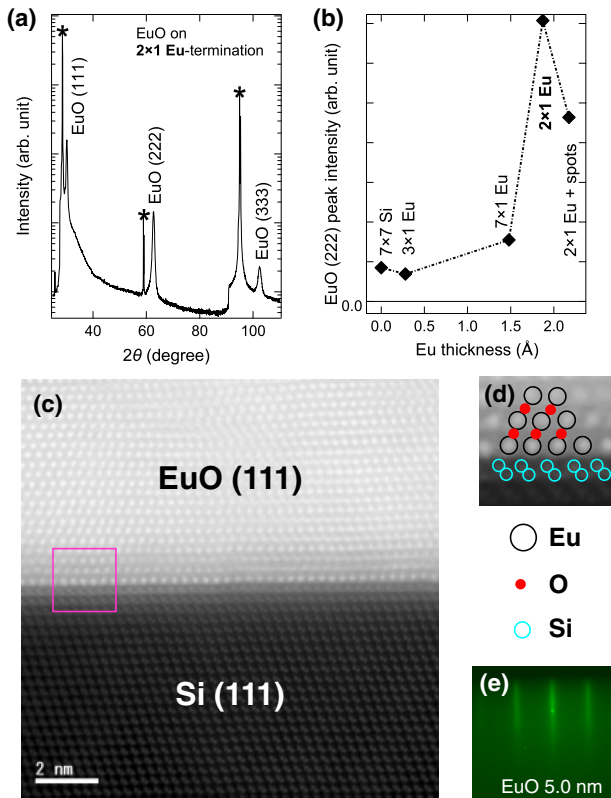 (a)
EuO on
2×1 Eu-termination
*
*
*
EuO (111)
EuO (222)
EuO (333)
Intensity (arb. unit)
40 60 80 100
2θ (degree)
(b)
EuO (222) peak intensity (arb. unit)
7×7 Si
3×1 Eu
7×1 Eu
2×1 Eu
2×1 Eu + spots
0.0
0.0 0.5 1.0 1.5 2.0
Eu thickness (Å)
(c)
EuO (111)
Si (111)
2 nm
(d)
Eu
O
Si
(e)
EuO 5.0 nm